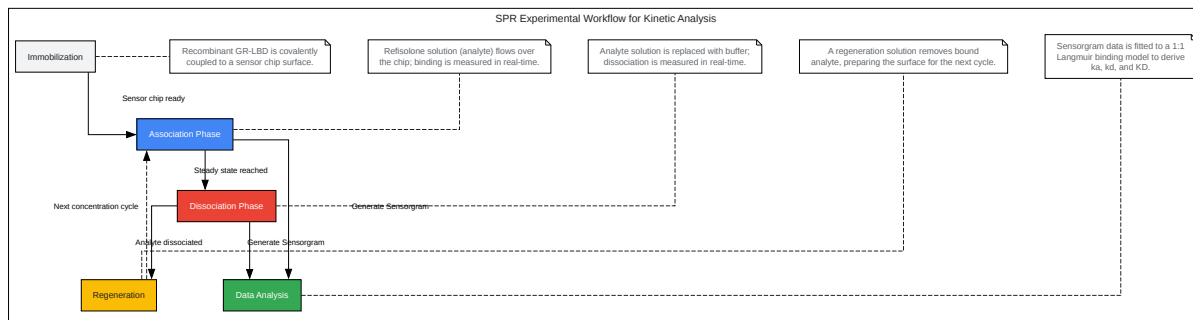 SPR Experimental Workflow for Kinetic Analysis
Immobilization
Recombinant GR-LBD is covalently
coupled to a sensor chip surface.
Refisolone solution (analyte) flows over
the chip; binding is measured in real-time.
Analyte solution is replaced with buffer;
dissociation is measured in real-time.
A regeneration solution removes bound
analyte, preparing the surface for the next cycle.
Sensorgram data is fitted to a 1:1
Langmuir binding model to derive
ka, kd, and KD.
Sensor chip ready
Association Phase
Steady state reached
Next concentration cycle
Dissociation Phase
Generate Sensorgram
Analyte dissociated
Generate Sensorgram
Regeneration
Data Analysis